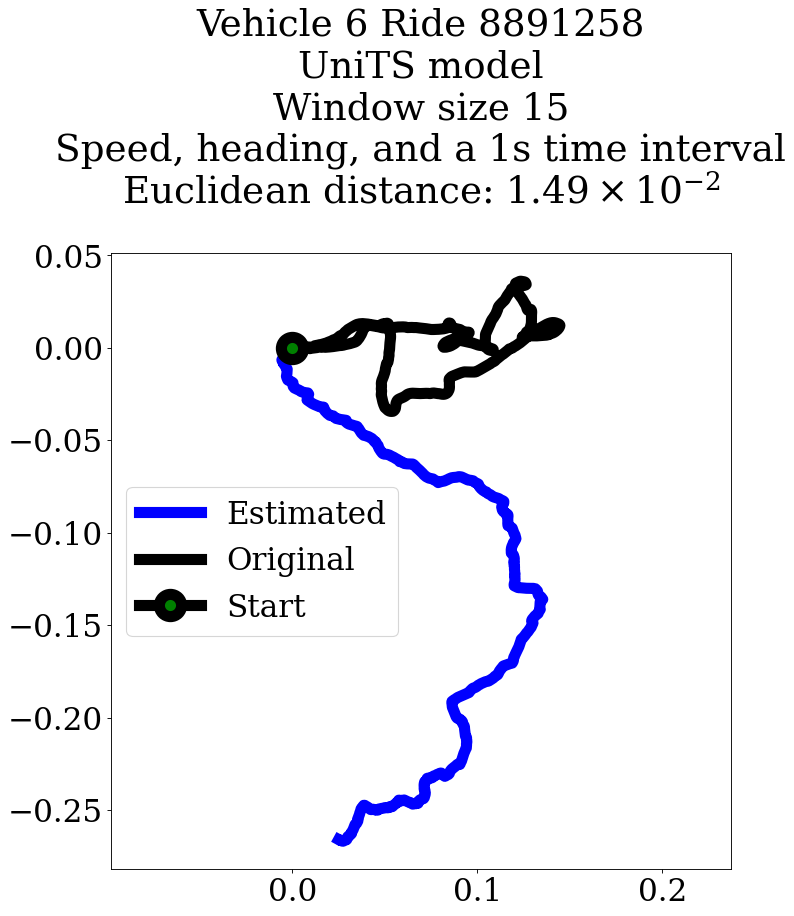 Vehicle 6 Ride 8891258
UniTS model
Window size 15
Speed, heading, and a 1s time interval
Euclidean distance: 1.49 × 10⁻²
0.05
0.00
−0.05
−0.10
−0.15
−0.20
−0.25
Estimated
Original
Start
0.0 0.1 0.2